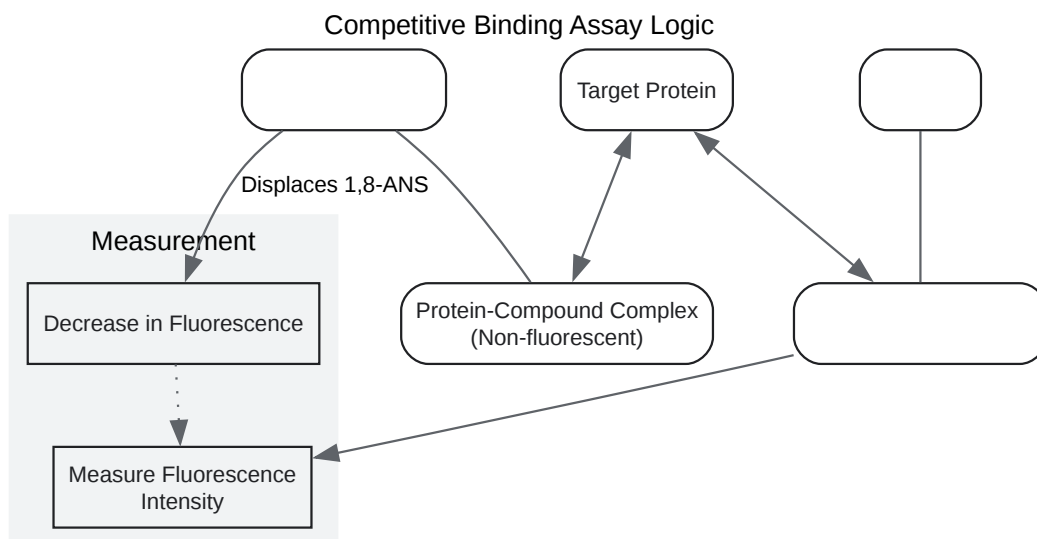 Competitive Binding Assay Logic
Target Protein
Displaces 1,8-ANS
Measurement
Decrease in Fluorescence
Protein-Compound Complex
(Non-fluorescent)
Measure Fluorescence
Intensity